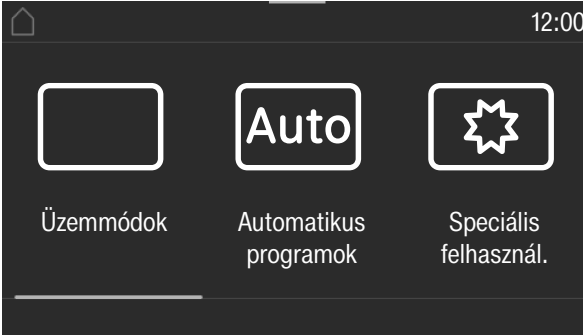 12:00
Auto
Üzemmódok
Automatikus
programok
Speciális
felhasznál.